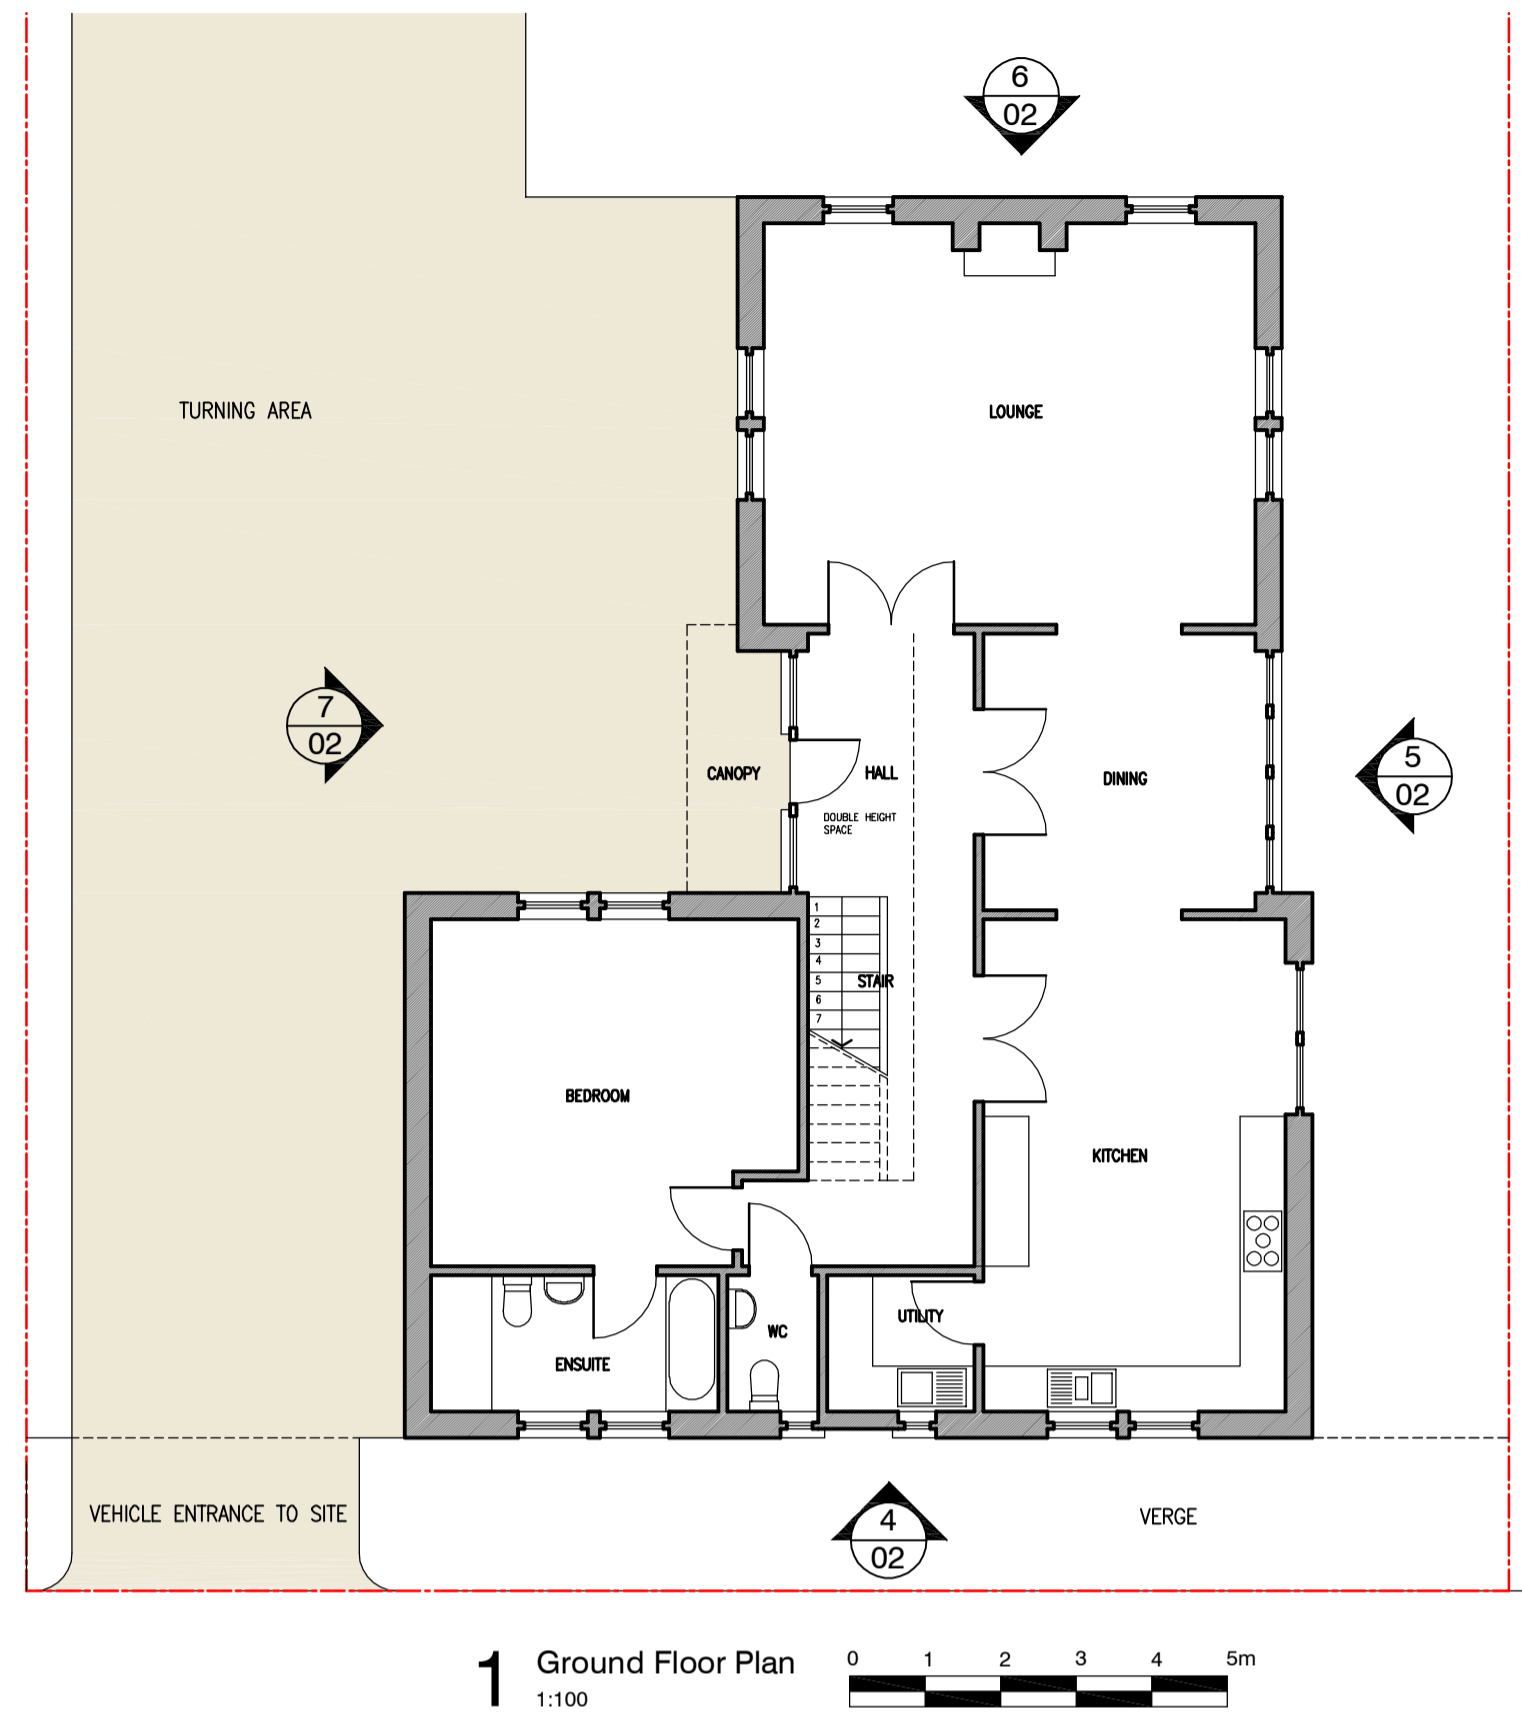 6
02
TURNING AREA
LOUNGE
7
02
CANOPY
HALL
DOUBLE HEIGHT
SPACE
DINING
5
02
1
2
3
4
5
6
7
STAIR
BEDROOM
KITCHEN
UTILITY
WC
ENSUITE
VEHICLE ENTRANCE TO SITE
4
02
VERGE
1 Ground Floor Plan
1:100
0 1 2 3 4 5m